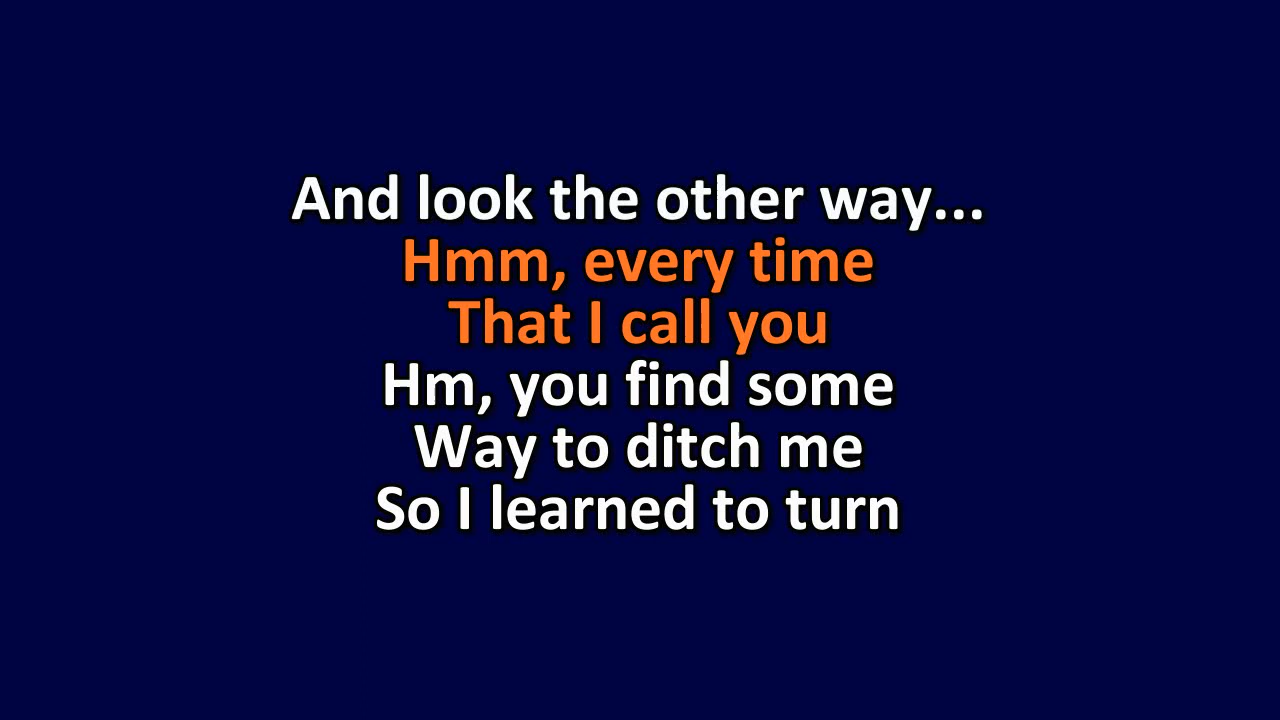 And look the other way...
Hmm, every time
That I call you
Hm, you find some
Way to ditch me
So I learned to turn